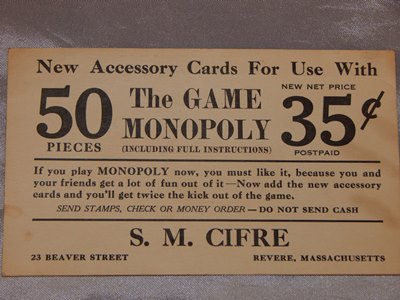 New Accessory Cards For Use With
50
PIECES
The GAME
MONOPOLY
(INCLUDING FULL INSTRUCTIONS)
NEW NET PRICE
35¢
POSTPAID
If you play MONOPOLY now, you must like it, because you and
your friends get a lot of fun out of it—Now add the new accessory
cards and you'll get twice the kick out of the game.
SEND STAMPS, CHECK OR MONEY ORDER — DO NOT SEND CASH
S. M. CIFRE
23 BEAVER STREET
REVERE, MASSACHUSETTS